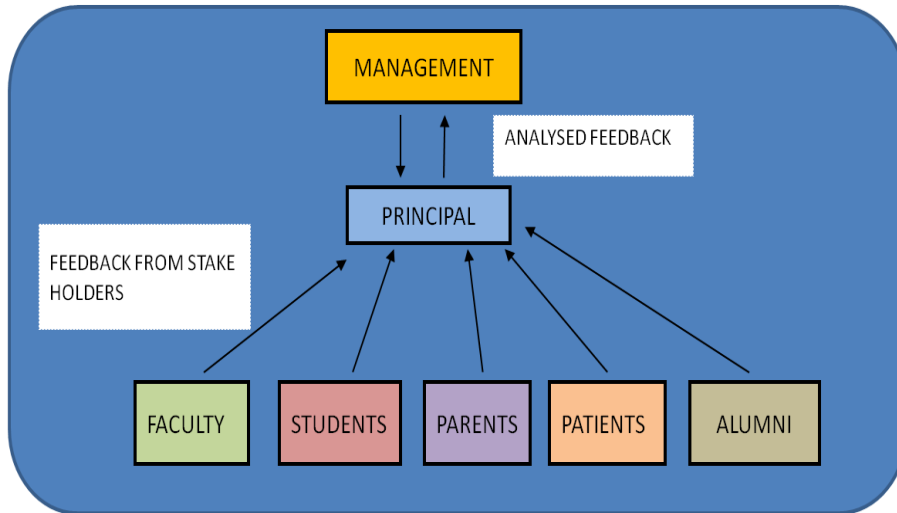 MANAGEMENT
ANALYSED FEEDBACK
PRINCIPAL
FEEDBACK FROM STAKE
HOLDERS
FACULTY
STUDENTS
PARENTS
PATIENTS
ALUMNI